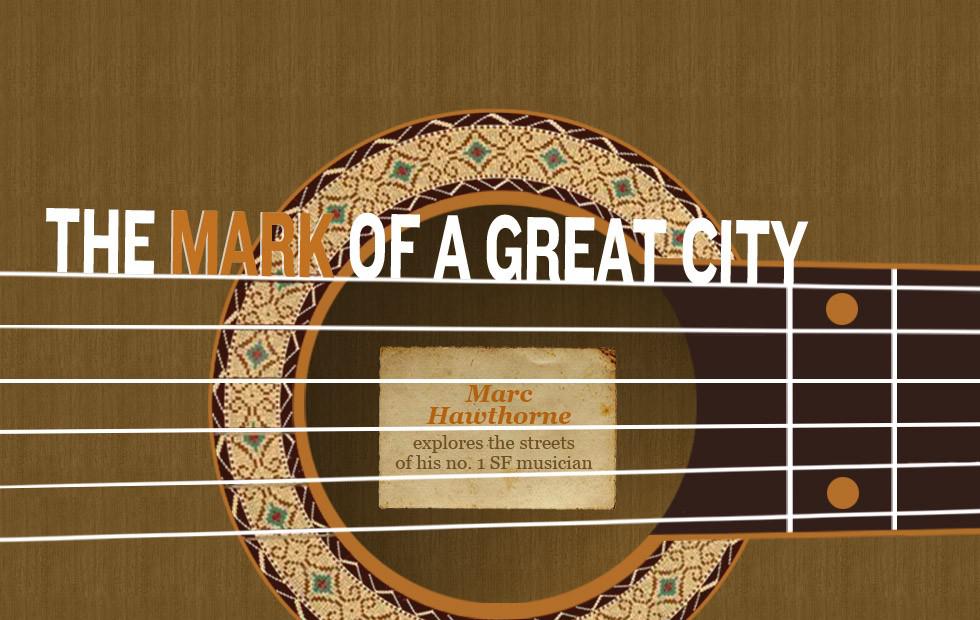 THE MARK OF A GREAT CITY
Marc
Hawthorne
explores the streets
of his no. 1 SF musician